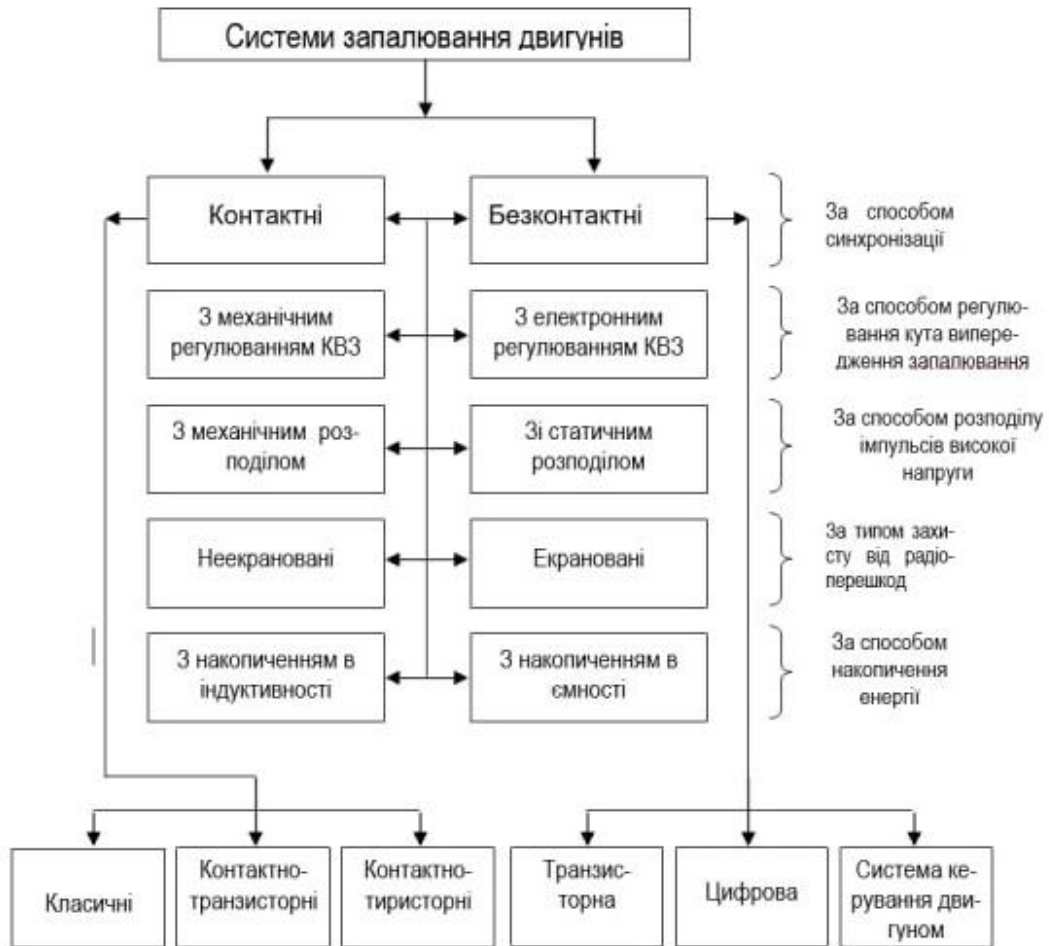 Системи запалювання двигунів
Контактні
Безконтактні
За способом
синхронізації
З механічним
регулюванням КВЗ
З електронним
регулюванням КВЗ
За способом регулю-
вання кута випере-
дження запалювання
З механічним роз-
поділом
Зі статичним
розподілом
За способом розподілу
імпульсів високої
напруги
Неекрановані
Екрановані
За типом захи-
сту від радіо-
перешкод
З накопиченням в
індуктивності
З накопиченням в
ємності
За способом
накопичення
енергії
Класичні
Контактно-
транзисторні
Контактно-
тиристорні
Транзис-
торна
Цифрова
Система ке-
рування дви-
гуном